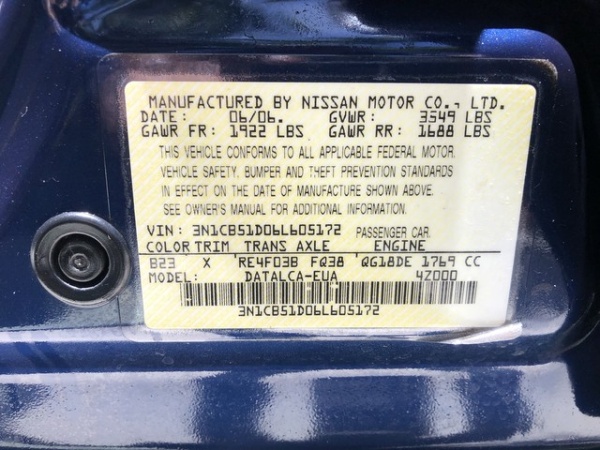 MANUFACTURED BY NISSAN MOTOR CO., LTD.
DATE: 06/06. GVWR: 3549 LBS
GAWR FR: 1922 LBS GAWR RR: 1688 LBS
THIS VEHICLE CONFORMS TO ALL APPLICABLE FEDERAL MOTOR
VEHICLE SAFETY, BUMPER AND THEFT PREVENTION STANDARDS
IN EFFECT ON THE DATE OF MANUFACTURE SHOWN ABOVE.
SEE OWNER'S MANUAL FOR ADDITIONAL INFORMATION.
VIN: 3N1CB51D06L605172 PASSENGER CAR
COLOR TRIM TRANS AXLE ENGINE
B23 X RE4F03B FQ38 QG18DE 1769 CC
MODEL: DATALCA-EUA 4Z000
3N1CB51D06L605172